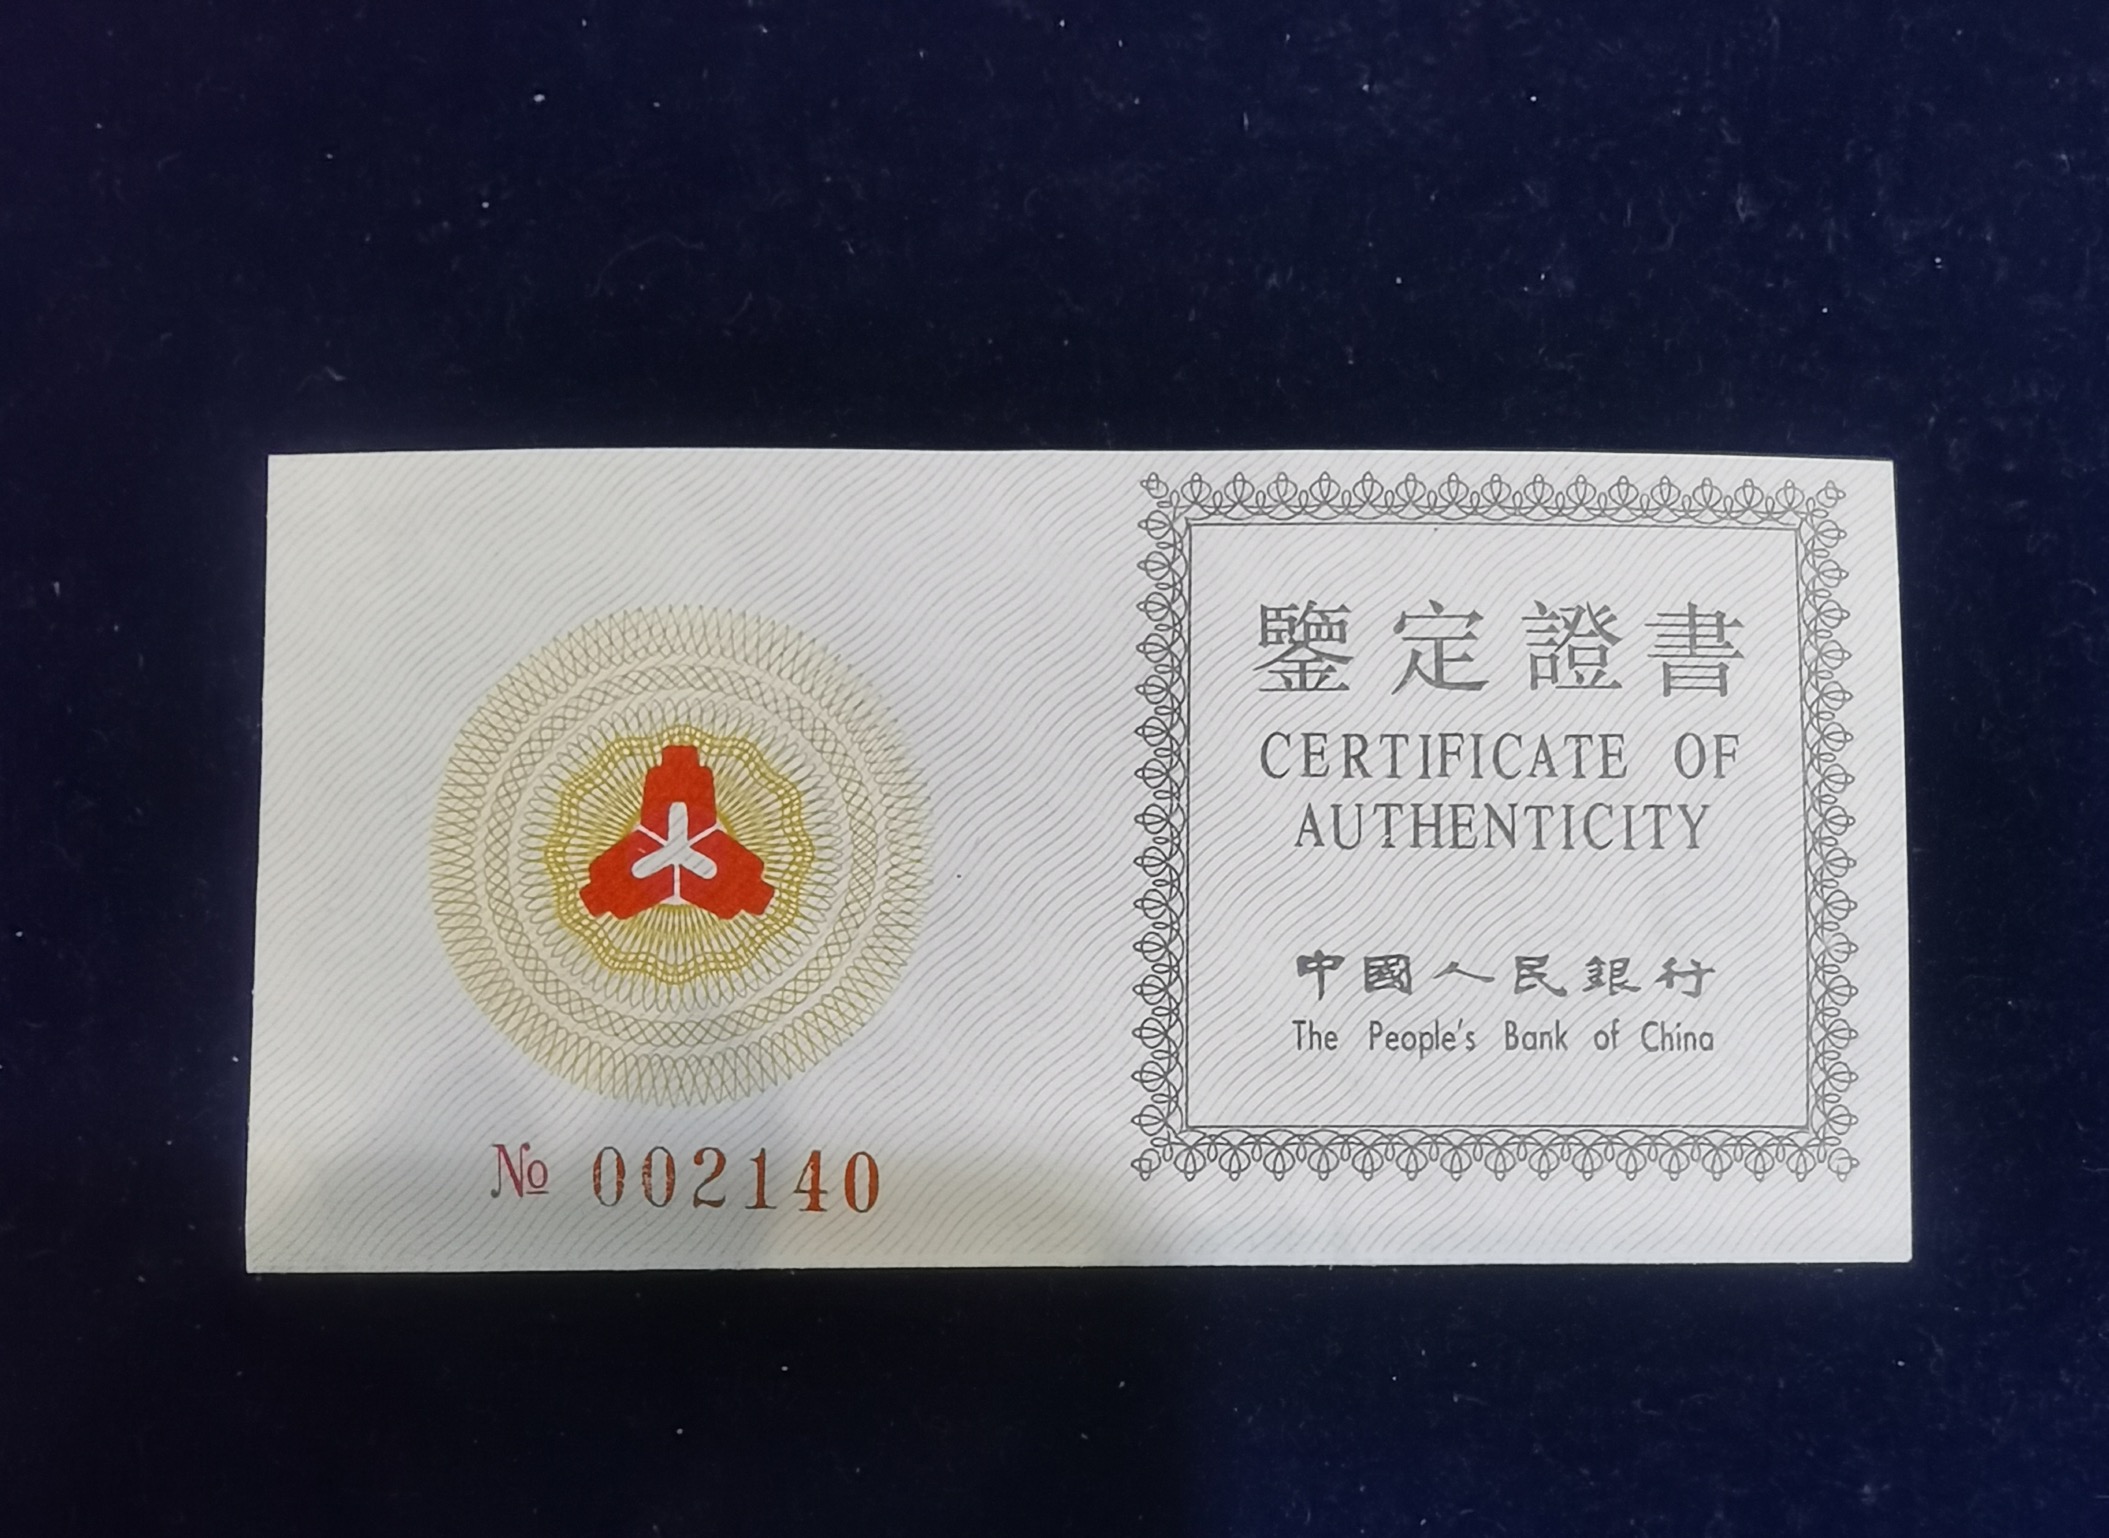 鑒定證書
CERTIFICATE OF
AUTHENTICITY
中國人民銀行
The People's Bank of China
№ 002140